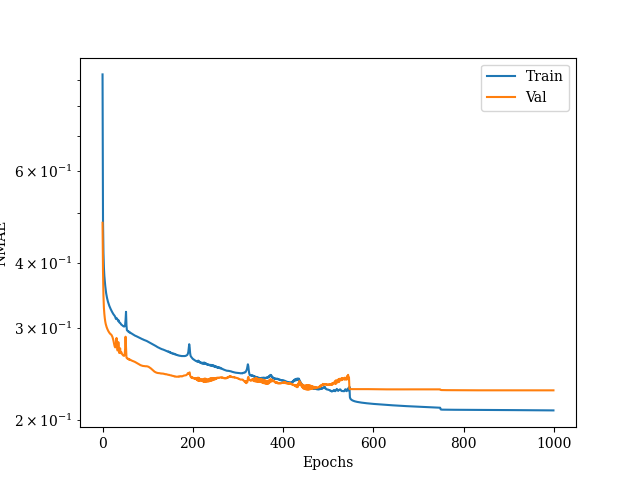 Train
Val
6 × 10⁻¹
4 × 10⁻¹
3 × 10⁻¹
2 × 10⁻¹
NMAE
0 200 400 600 800 1000
Epochs